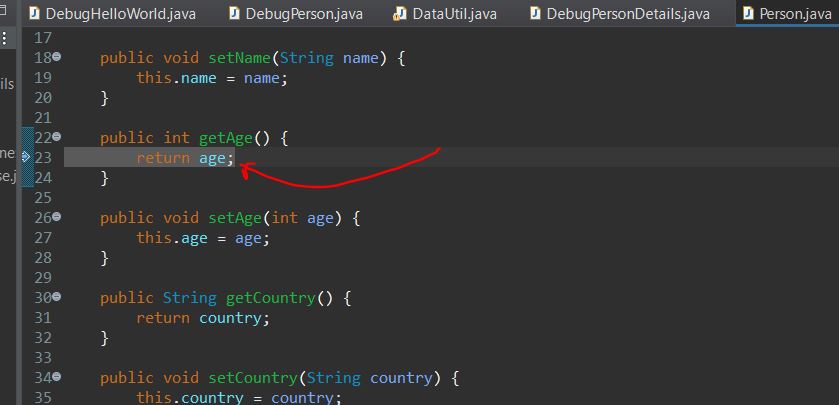 DebugHelloWorld.java DebugPerson.java DataUtil.java DebugPersonDetails.java Person.java
17
18 public void setName(String name) {
19 this.name = name;
20 }
21
22 public int getAge() {
23 return age;
24 }
25
26 public void setAge(int age) {
27 this.age = age;
28 }
29
30 public String getCountry() {
31 return country;
32 }
33
34 public void setCountry(String country) {
35 this.country = country;
ils
ne
se.j